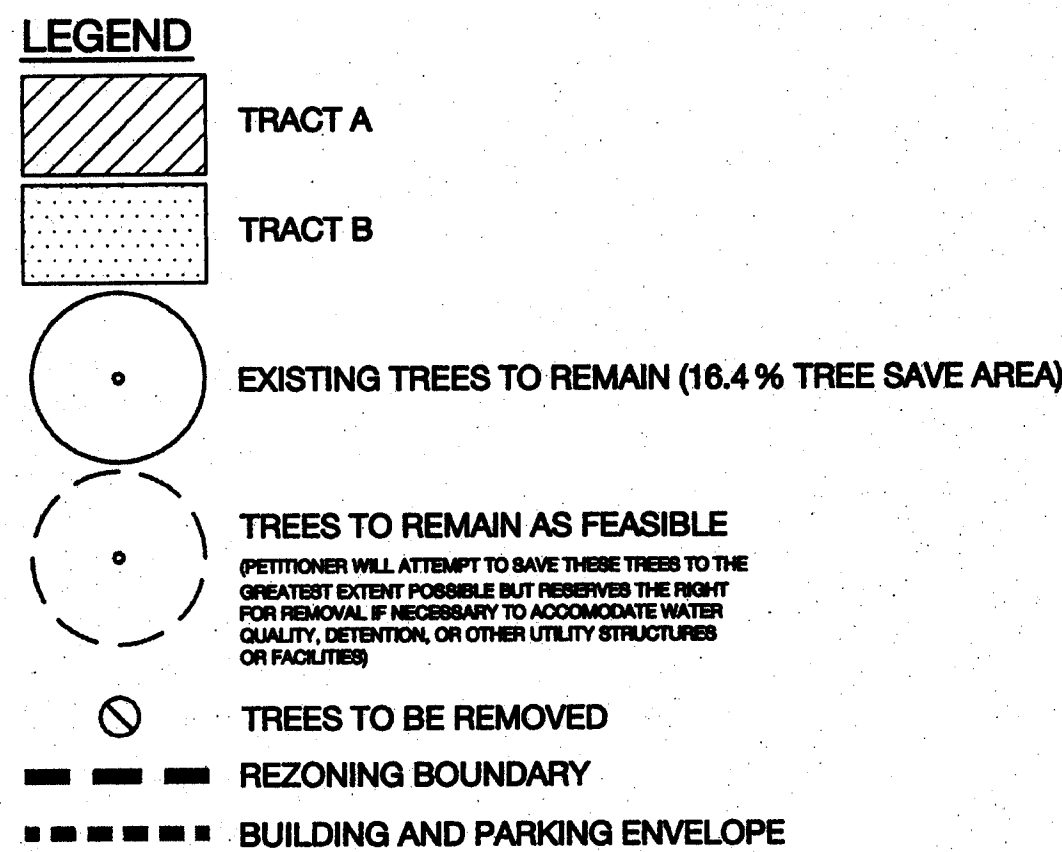 LEGEND
TRACT A
TRACT B
EXISTING TREES TO REMAIN (16.4% TREE SAVE AREA)
TREES TO REMAIN AS FEASIBLE
(PETITIONER WILL ATTEMPT TO SAVE THESE TREES TO THE
GREATEST EXTENT POSSIBLE BUT RESERVES THE RIGHT
FOR REMOVAL IF NECESSARY TO ACCOMODATE WATER
QUALITY, DETENTION, OR OTHER UTILITY STRUCTURES
OR FACILITIES)
TREES TO BE REMOVED
REZONING BOUNDARY
BUILDING AND PARKING ENVELOPE